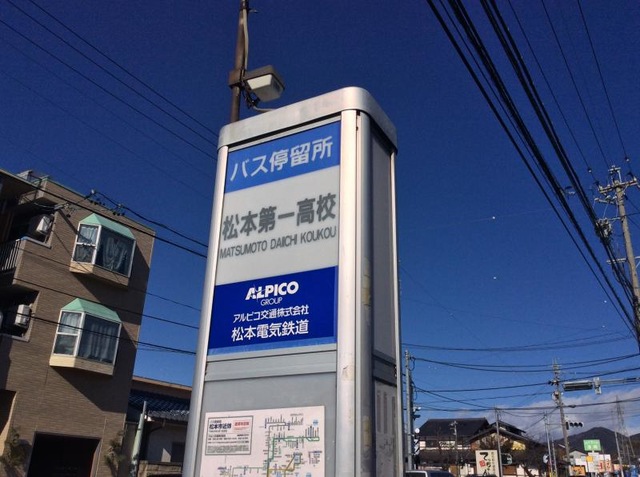 バス停留所
松本第一高校
MATSUMOTO DAIICHI KOUKOU
ALPICO
GROUP
アルピコ交通株式会社
松本電気鉄道